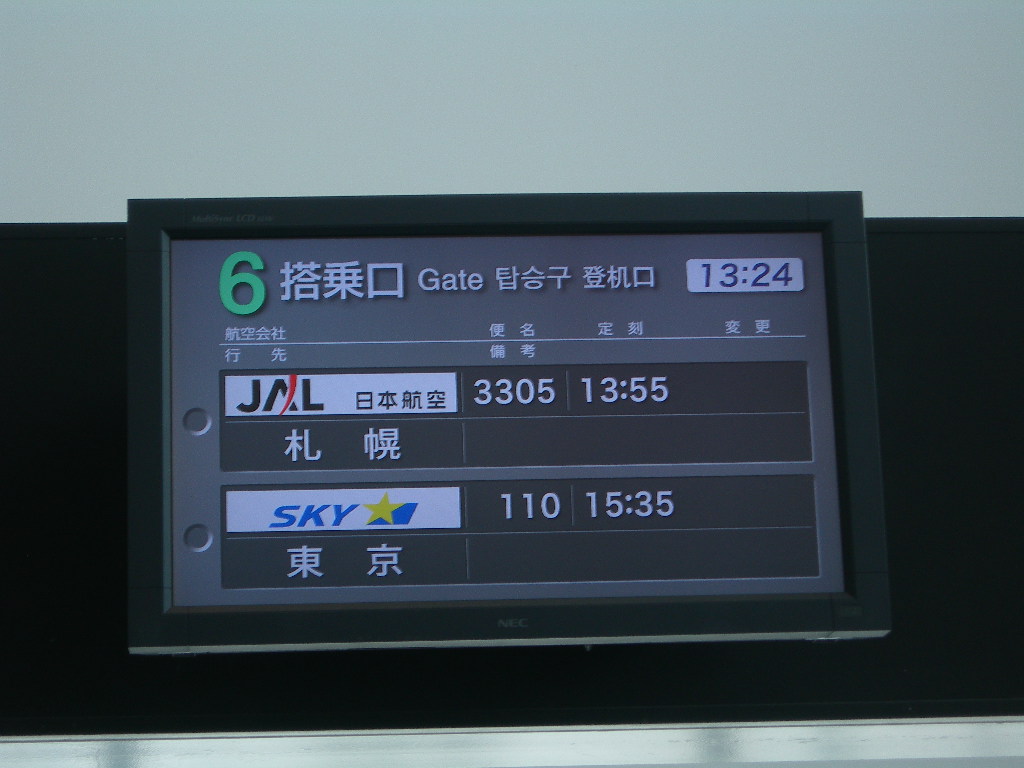 6 搭乗口 Gate 탑승구 登机口 13:24
航空会社 便名 定刻 変更
行先 備考
JAL 日本航空 3305 13:55
札幌
SKY 110 15:35
東京
NEC